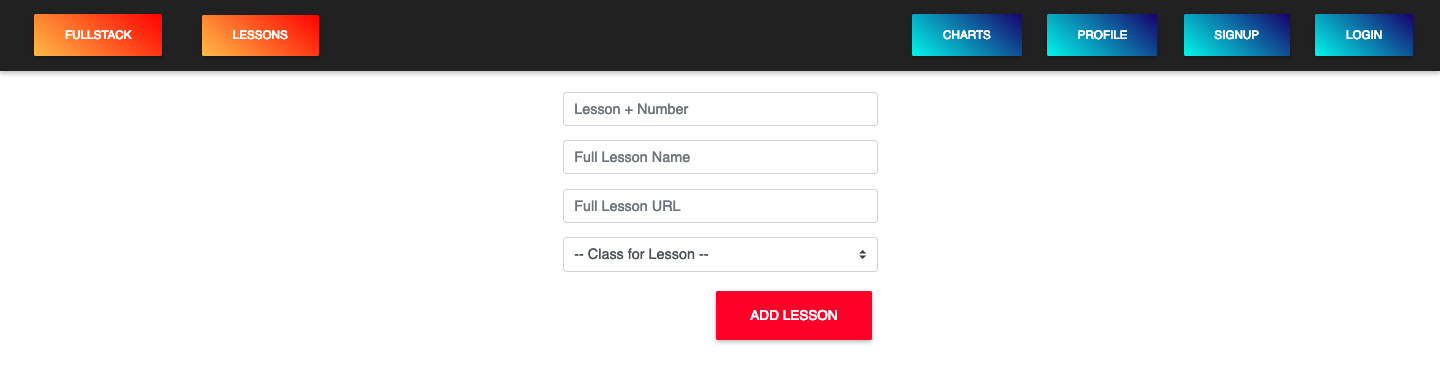 FULLSTACK LESSONS CHARTS PROFILE SIGNUP LOGIN
Lesson + Number
Full Lesson Name
Full Lesson URL
-- Class for Lesson --
ADD LESSON